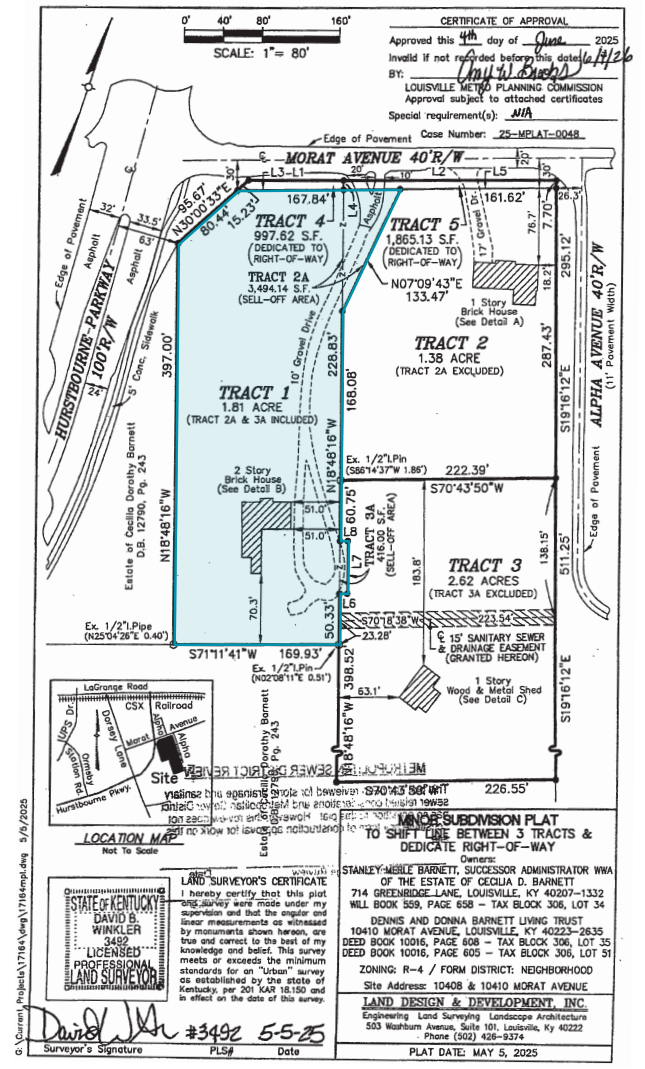 0 40' 80' 160'
SCALE: 1"= 80'
CERTIFICATE OF APPROVAL
Approved this 4th day of June 2025
Invalid if not recorded before this date: 6/4/26
BY: Amy W Brooks
LOUISVILLE METRO PLANNING COMMISSION
Approval subject to attached certificates
Special requirement(s): N/A
Case Number: 25-MPLAT-0048
Edge of Pavement
MORAT AVENUE 40'R/W
20'
30'
30'
L3-L1
20'
10'
L2
L5
95.67'
N30°00'33"E
80.44'
15.23'
167.84'
L4
Asphalt
161.62'
26.3'
7.70'
32'
33.5'
63'
Edge of Pavement
Asphalt
Asphalt
HURSTBOURNE-PARKWAY
100'R/W
24'
5' Conc. Sidewalk
TRACT 4
997.62 S.F.
(DEDICATED TO)
(RIGHT-OF-WAY)
TRACT 5
1,865.13 S.F.
(DEDICATED TO)
(RIGHT-OF-WAY)
17' Gravel Dr.
76.7'
18.2'
295.12'
TRACT 2A
3,494.14 S.F.
(SELL-OFF AREA)
N07°09'43"E
133.47'
1 Story
Brick House
(See Detail A)
ALPHA AVENUE 40'R/W
(11' Pavement Width)
10' Gravel Drive
228.83'
TRACT 2
1.38 ACRE
(TRACT 2A EXCLUDED)
287.43'
397.00'
TRACT 1
1.81 ACRE
(TRACT 2A & 3A INCLUDED)
168.08'
N18°48'16"W
S19°16'12"E
Ex. 1/2"I.Pin
(S86°14'37"W 1.86')
222.39'
S70°43'50"W
Estate of Cecilia Dorothy Barnett
D.B. 12790, Pg. 243
2 Story
Brick House
(See Detail B)
51.0'
51.0'
60.75'
L8
L7
L6
TRACT 3A
416.00 S.F.
(SELL-OFF AREA)
183.8'
138.15'
511.25'
Edge of Pavement
N18°48'16"W
TRACT 3
2.62 ACRES
(TRACT 3A EXCLUDED)
70.3'
50.33'
S70°18'38"W
223.54'
23.28'
15' SANITARY SEWER
& DRAINAGE EASEMENT
(GRANTED HEREON)
Ex. 1/2"I.Pipe
(N25°04'26"E 0.40')
S71°11'41"W
169.93'
Ex. 1/2"I.Pin
(N02°08'11"E 0.51')
398.52
63.1'
1 Story
Wood & Metal Shed
(See Detail C)
S19°16'12"E
226.55'
LaGrange Road
CSX Railroad
UPS Dr.
Dorsey Lane
Morat Avenue
Alpha
Alpha
Ormsby
Station Rd.
Hurstbourne Pkwy.
Site
LOCATION MAP
Not To Scale
MINOR SUBDIVISION PLAT
TO SHIFT LINE BETWEEN 3 TRACTS &
DEDICATE RIGHT-OF-WAY
Owners:
STANLEY MERLE BARNETT, SUCCESSOR ADMINISTRATOR WWA
OF THE ESTATE OF CECILIA D. BARNETT
714 GREENRIDGE LANE, LOUISVILLE, KY 40207-1332
WILL BOOK 559, PAGE 658 - TAX BLOCK 306, LOT 34
DENNIS AND DONNA BARNETT LIVING TRUST
10410 MORAT AVENUE, LOUISVILLE, KY 40223-2635
DEED BOOK 10016, PAGE 608 - TAX BLOCK 306, LOT 35
DEED BOOK 10016, PAGE 605 - TAX BLOCK 306, LOT 51
ZONING: R-4 / FORM DISTRICT: NEIGHBORHOOD
Site Address: 10408 & 10410 MORAT AVENUE
LAND DESIGN & DEVELOPMENT, INC.
Engineering Land Surveying Landscape Architecture
503 Washburn Avenue, Suite 101, Louisville, Ky 40222
Phone (502) 426-9374
PLAT DATE: MAY 5, 2025
STATE OF KENTUCKY
DAVID B.
WINKLER
3492
LICENSED
PROFESSIONAL
LAND SURVEYOR
LAND SURVEYOR'S CERTIFICATE
I hereby certify that this plat
and survey were made under my
supervision and that the angular and
linear measurements as witnessed
by monuments shown hereon, are
true and correct to the best of my
knowledge and belief. This survey
meets or exceeds the minimum
standards for an "Urban" survey
as established by the state of
Kentucky, per 201 KAR 18.150 and
in effect on the date of this survey.
#3492 5-5-25
Surveyor's Signature PLS# Date
G:\Current_Projects\17164\dwg\17164mpl.dwg 5/5/2025